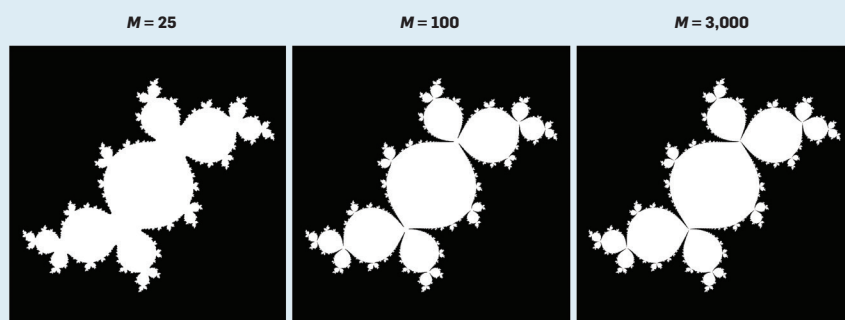 M = 25
M = 100
M = 3,000